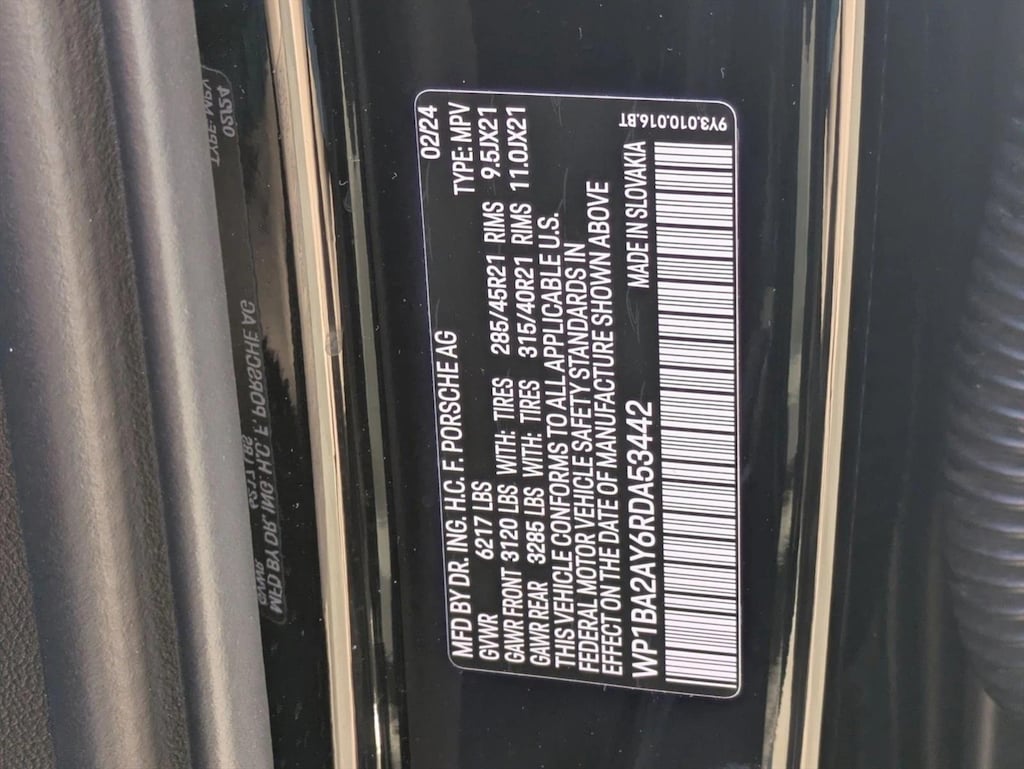 MFD BY DR. ING. H.C. F. PORSCHE AG 02/24
GVWR 6217 LBS TYPE: MPV
GAWR FRONT 3120 LBS WITH: TIRES 285/45R21 RIMS 9.5JX21
GAWR REAR 3285 LBS WITH: TIRES 315/40R21 RIMS 11.0JX21
THIS VEHICLE CONFORMS TO ALL APPLICABLE U.S.
FEDERAL MOTOR VEHICLE SAFETY STANDARDS IN
EFFECT ON THE DATE OF MANUFACTURE SHOWN ABOVE
WP1BA2AY6RDA53442 MADE IN SLOVAKIA
9Y3.010.016.BT